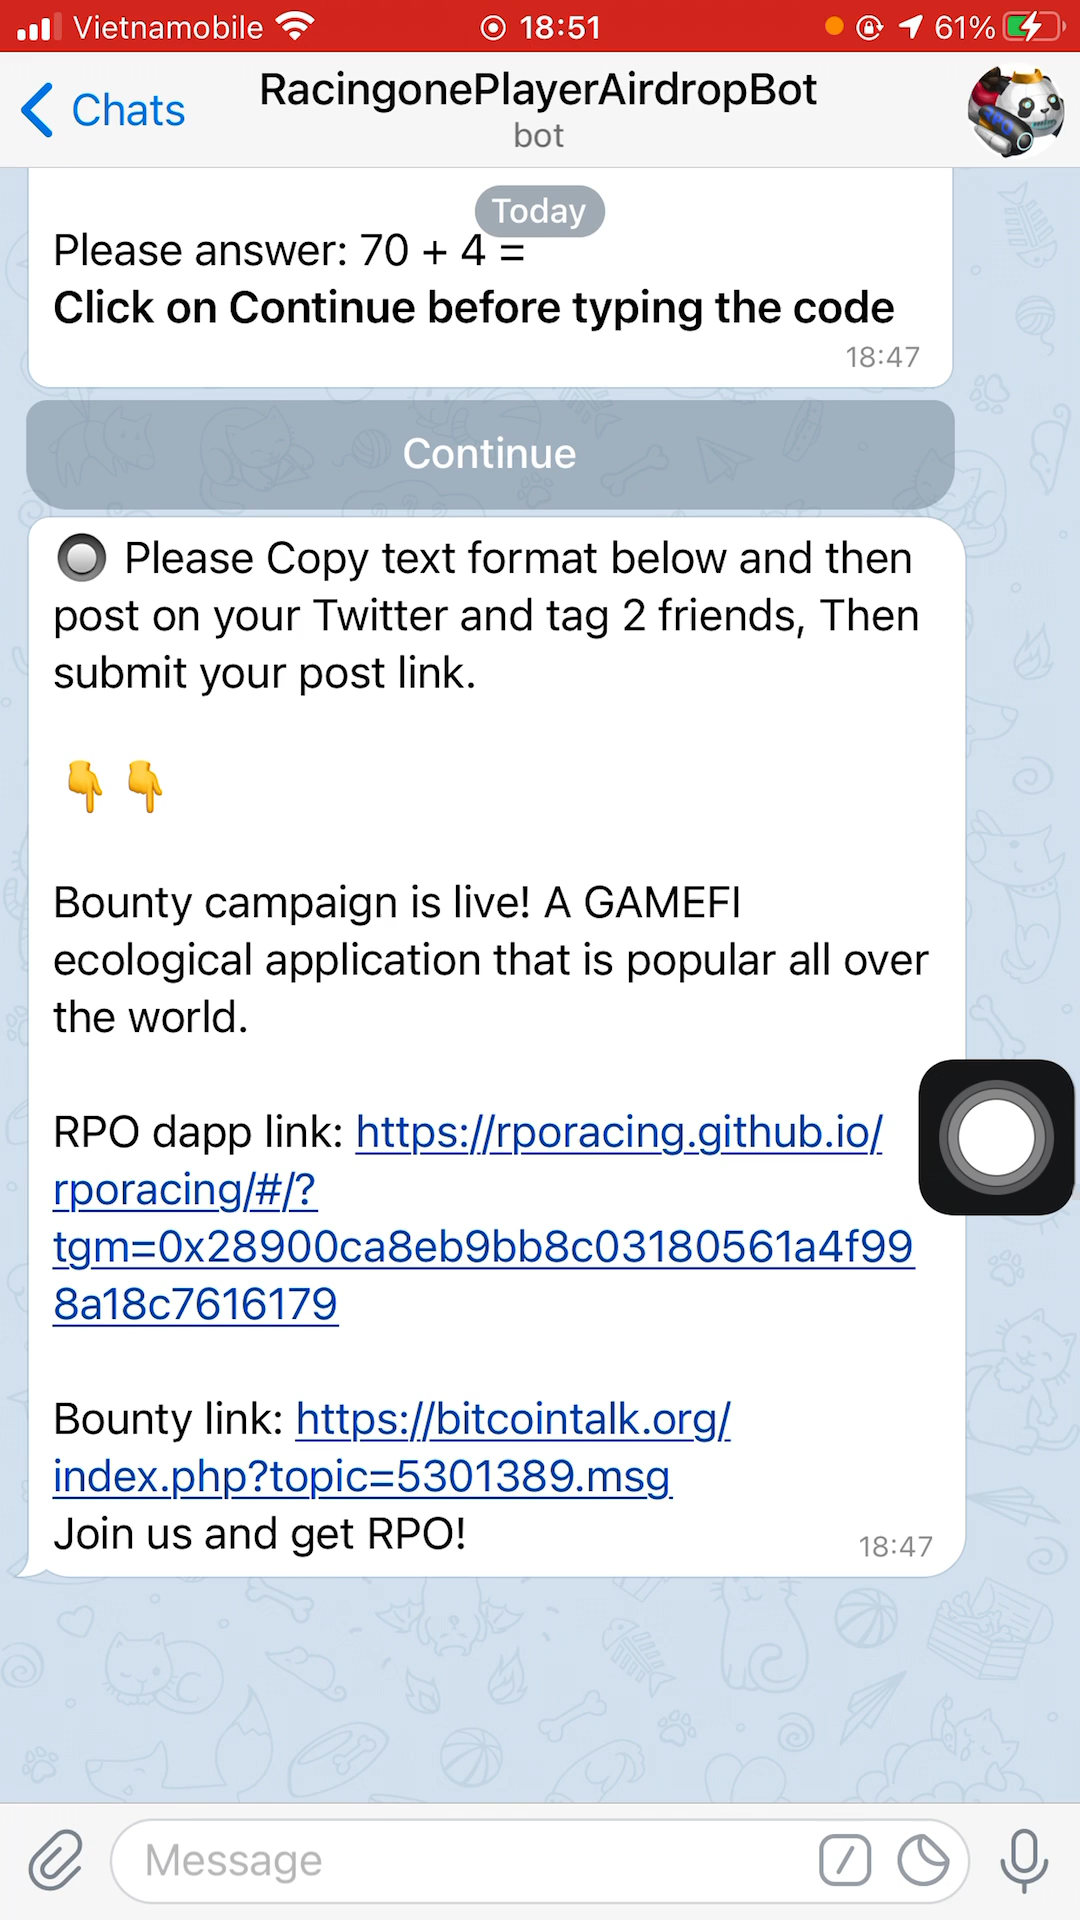 Vietnamobile 18:51 61%
Chats
RacingonePlayerAirdropBot
bot
Today
Please answer: 70 + 4 =
Click on Continue before typing the code
18:47
Continue
Please Copy text format below and then
post on your Twitter and tag 2 friends, Then
submit your post link.
Bounty campaign is live! A GAMEFI
ecological application that is popular all over
the world.
RPO dapp link: https://rporacing.github.io/
rporacing/#/?
tgm=0x28900ca8eb9bb8c03180561a4f99
8a18c7616179
Bounty link: https://bitcointalk.org/
index.php?topic=5301389.msg
Join us and get RPO!
18:47
Message